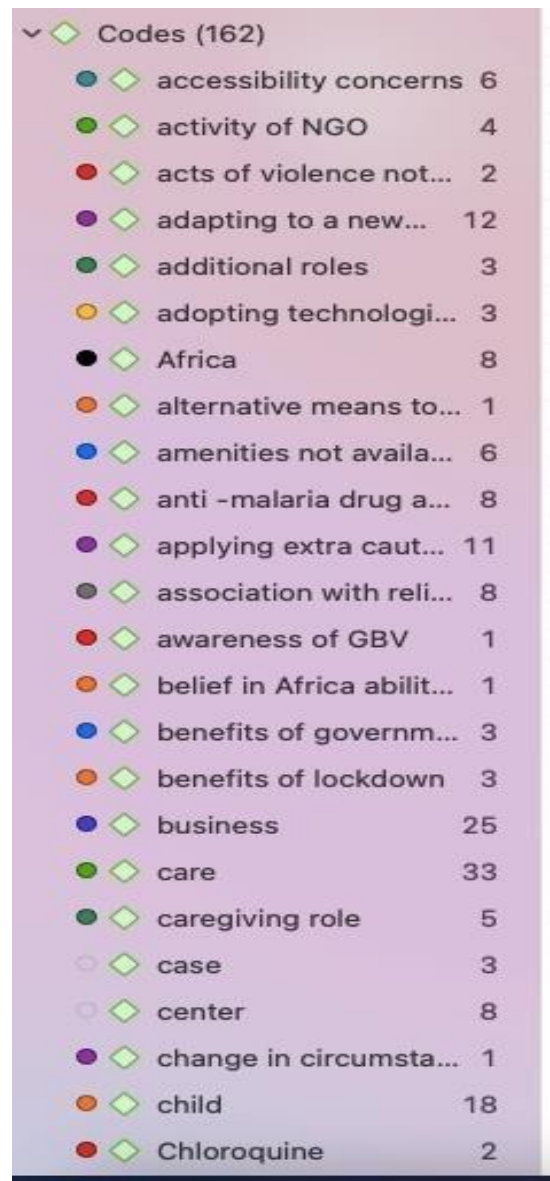 Codes (162)
accessibility concerns 6
activity of NGO 4
acts of violence not... 2
adapting to a new... 12
additional roles 3
adopting technologi... 3
Africa 8
alternative means to... 1
amenities not availa... 6
anti -malaria drug a... 8
applying extra caut... 11
association with reli... 8
awareness of GBV 1
belief in Africa abilit... 1
benefits of governm... 3
benefits of lockdown 3
business 25
care 33
caregiving role 5
case 3
center 8
change in circumsta... 1
child 18
Chloroquine 2